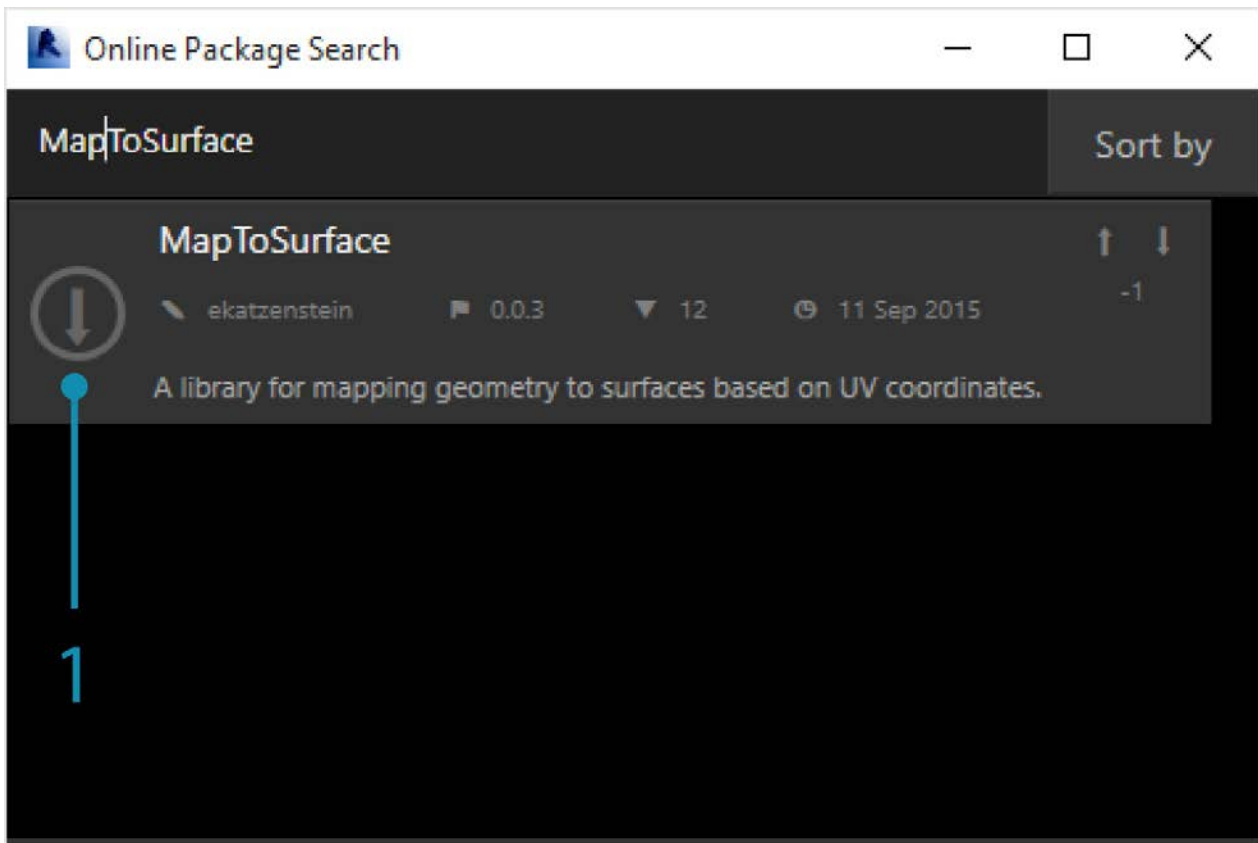 Online Package Search
MapToSurface
Sort by
MapToSurface
ekatzenstein 0.0.3 12 11 Sep 2015 -1
A library for mapping geometry to surfaces based on UV coordinates.
1